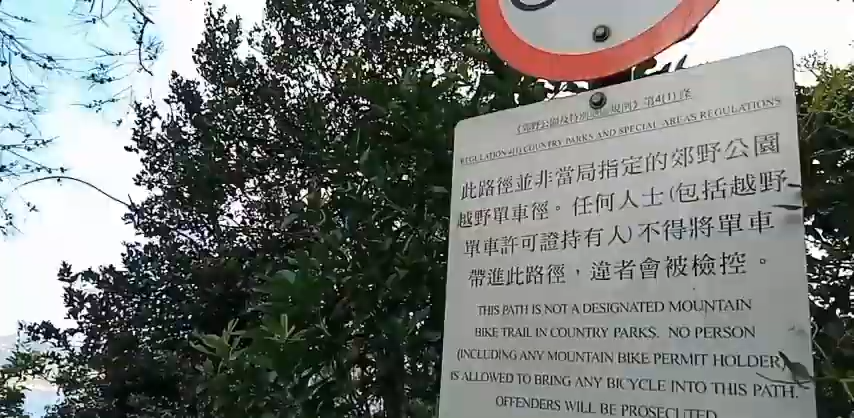 《郊野公園及特別地區規例》第4(1)條
REGULATION 4(1) COUNTRY PARKS AND SPECIAL AREAS REGULATIONS
此路徑並非當局指定的郊野公園
越野單車徑。任何人士(包括越野
單車許可證持有人)不得將單車
帶進此路徑，違者會被檢控。
THIS PATH IS NOT A DESIGNATED MOUNTAIN
BIKE TRAIL IN COUNTRY PARKS. NO PERSON
(INCLUDING ANY MOUNTAIN BIKE PERMIT HOLDER)
IS ALLOWED TO BRING ANY BICYCLE INTO THIS PATH.
OFFENDERS WILL BE PROSECUTED